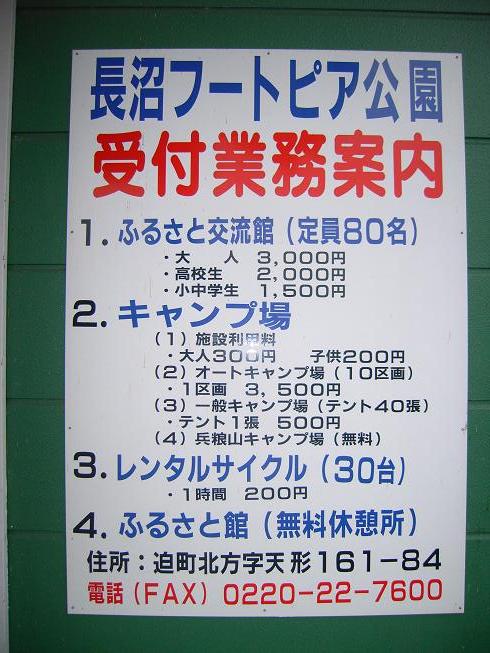 長沼フートピア公園
受付業務案内
1. ふるさと交流館（定員80名）
・大　人　3,000円
・高校生　2,000円
・小中学生　1,500円
2. キャンプ場
（1）施設利用料
・大人300円　　子供200円
（2）オートキャンプ場（10区画）
・1区画　3,500円
（3）一般キャンプ場（テント40張）
・テント1張　500円
（4）兵粮山キャンプ場（無料）
3. レンタルサイクル（30台）
・1時間　200円
4. ふるさと館（無料休憩所）
住所：迫町北方字天形161-84
電話（FAX）0220-22-7600